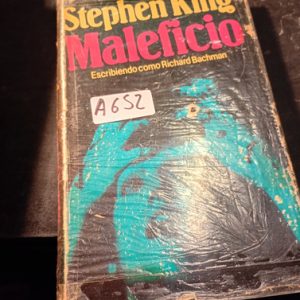 Stephen King
Maleficio
Escribiendo como Richard Bachman
A652